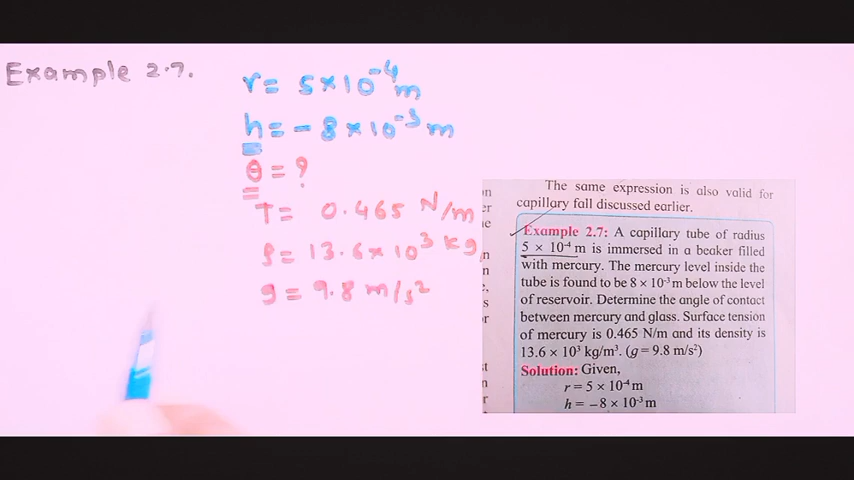 Example 2.7.
r = 5×10⁻⁴m
h = - 8×10⁻³m
θ = ?
T = 0.465 N/m
ρ = 13.6×10³ kg
g = 9.8 m/s²
The same expression is also valid for
capillary fall discussed earlier.
Example 2.7: A capillary tube of radius
5 × 10⁻⁴ m is immersed in a beaker filled
with mercury. The mercury level inside the
tube is found to be 8 × 10⁻³ m below the level
of reservoir. Determine the angle of contact
between mercury and glass. Surface tension
of mercury is 0.465 N/m and its density is
13.6 × 10³ kg/m³. (g = 9.8 m/s²)
Solution: Given,
r = 5 × 10⁻⁴ m
h = −8 × 10⁻³ m